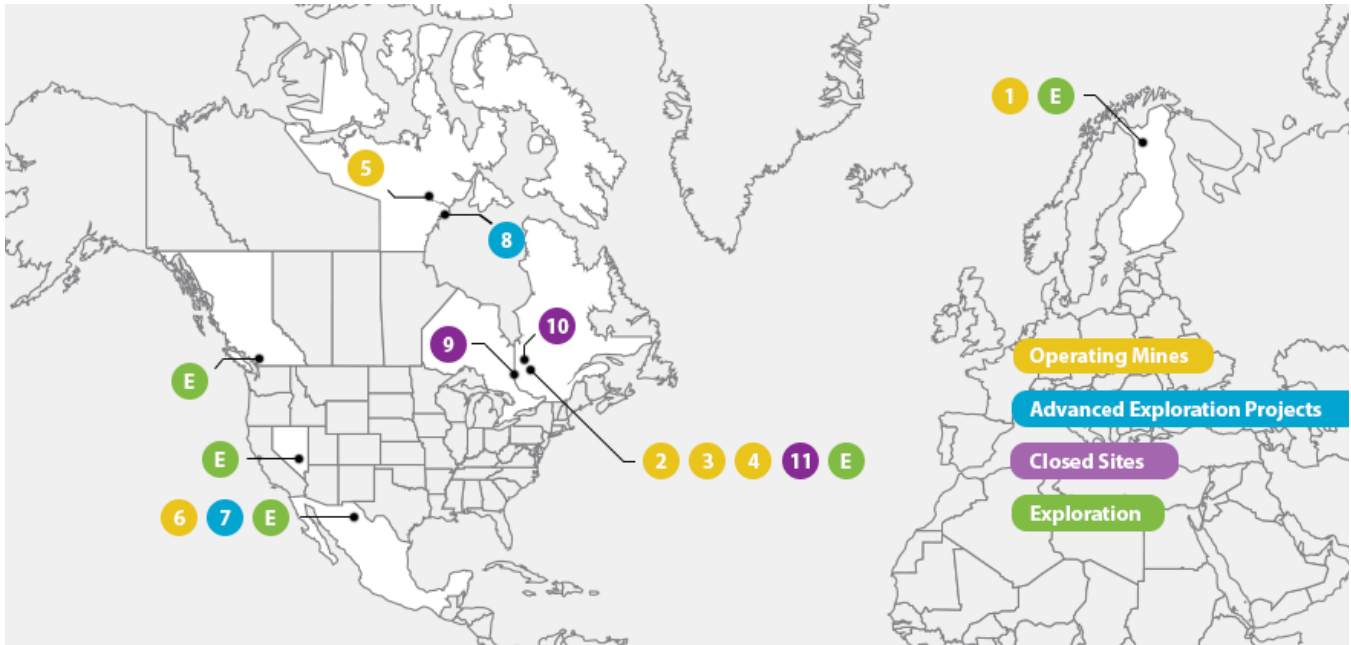 1 E
5
8
10
9
E
E
2 3 4 11 E
6 7 E
Operating Mines
Advanced Exploration Projects
Closed Sites
Exploration